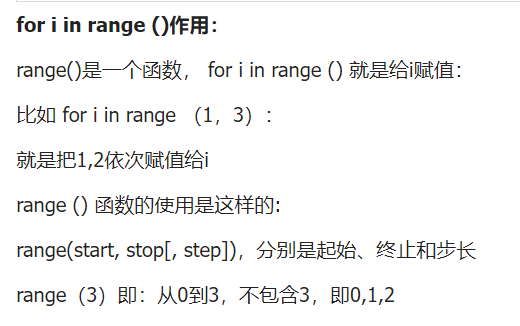 for i in range ()作用：
range()是一个函数， for i in range () 就是给i赋值：
比如 for i in range （1，3）：
就是把1,2依次赋值给i
range () 函数的使用是这样的:
range(start, stop[, step])，分别是起始、终止和步长
range（3）即：从0到3，不包含3，即0,1,2